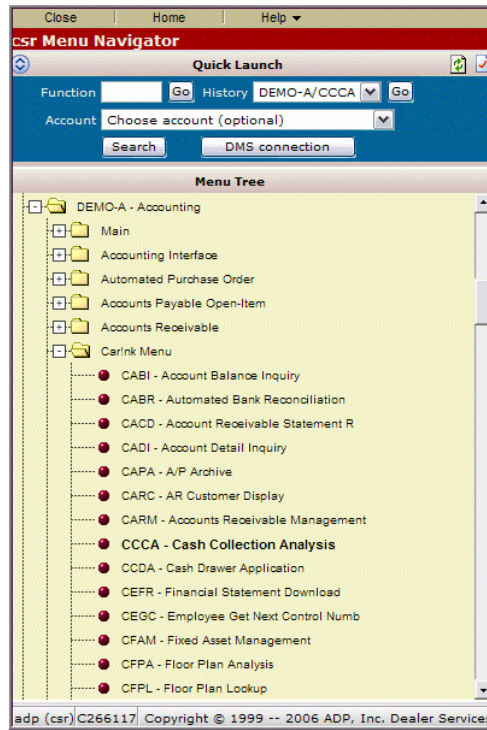 Close Home Help
csr Menu Navigator
Quick Launch
Function Go History DEMO-A/CCCA Go
Account Choose account (optional)
Search DMS connection
Menu Tree
DEMO-A - Accounting
Main
Accounting Interface
Automated Purchase Order
Accounts Payable Open-Item
Accounts Receivable
Car!nk Menu
CABI - Account Balance Inquiry
CABR - Automated Bank Reconciliation
CACD - Account Receivable Statement R
CADI - Account Detail Inquiry
CAPA - A/P Archive
CARC - AR Customer Display
CARM - Accounts Receivable Management
CCCA - Cash Collection Analysis
CCDA - Cash Drawer Application
CEFR - Financial Statement Download
CEGC - Employee Get Next Control Numb
CFAM - Fixed Asset Management
CFPA - Floor Plan Analysis
CFPL - Floor Plan Lookup
adp (csr) C266117 Copyright © 1999 -- 2006 ADP, Inc. Dealer Service